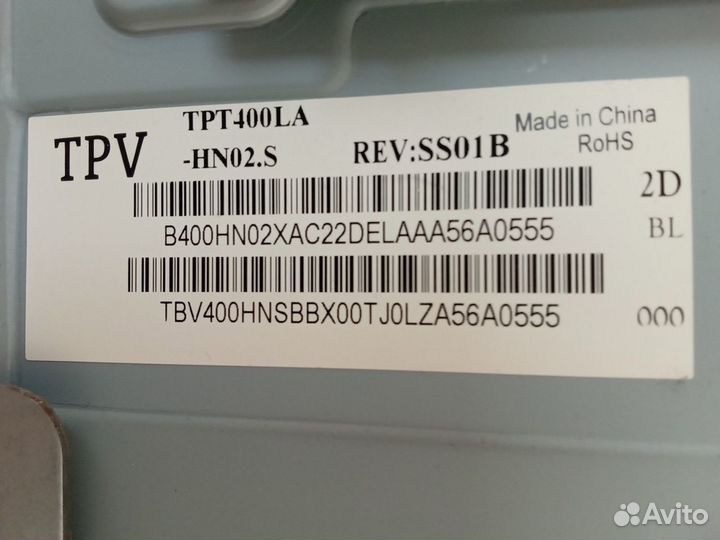 TPV TPT400LA
-HN02.S REV:SS01B
Made in China
RoHS
2D
B400HN02XAC22DELAAA56A0555
BL
TBV400HNSBBX00TJ0LZA56A0555
000
Avito